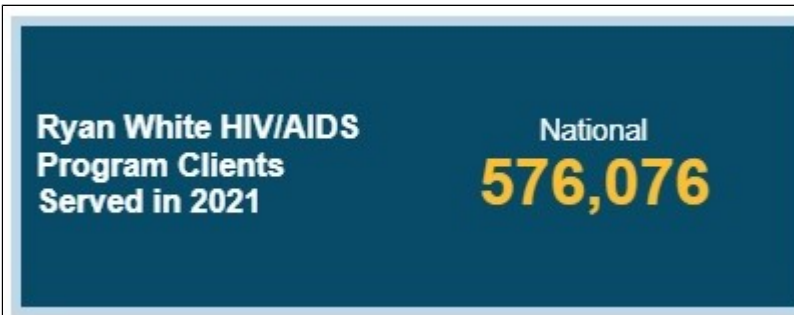 Ryan White HIV/AIDS
Program Clients
Served in 2021
National
576,076